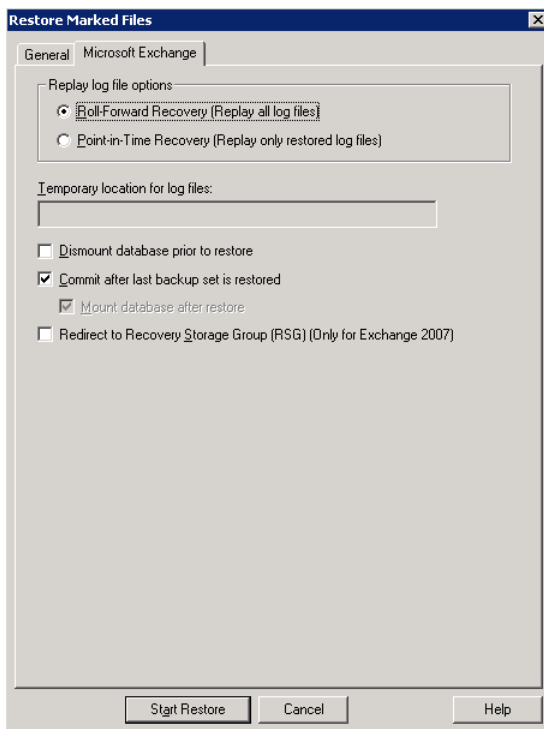 Restore Marked Files
General Microsoft Exchange
Replay log file options
Roll-Forward Recovery (Replay all log files)
Point-in-Time Recovery (Replay only restored log files)
Temporary location for log files:
Dismount database prior to restore
Commit after last backup set is restored
Mount database after restore
Redirect to Recovery Storage Group (RSG) (Only for Exchange 2007)
Start Restore Cancel Help